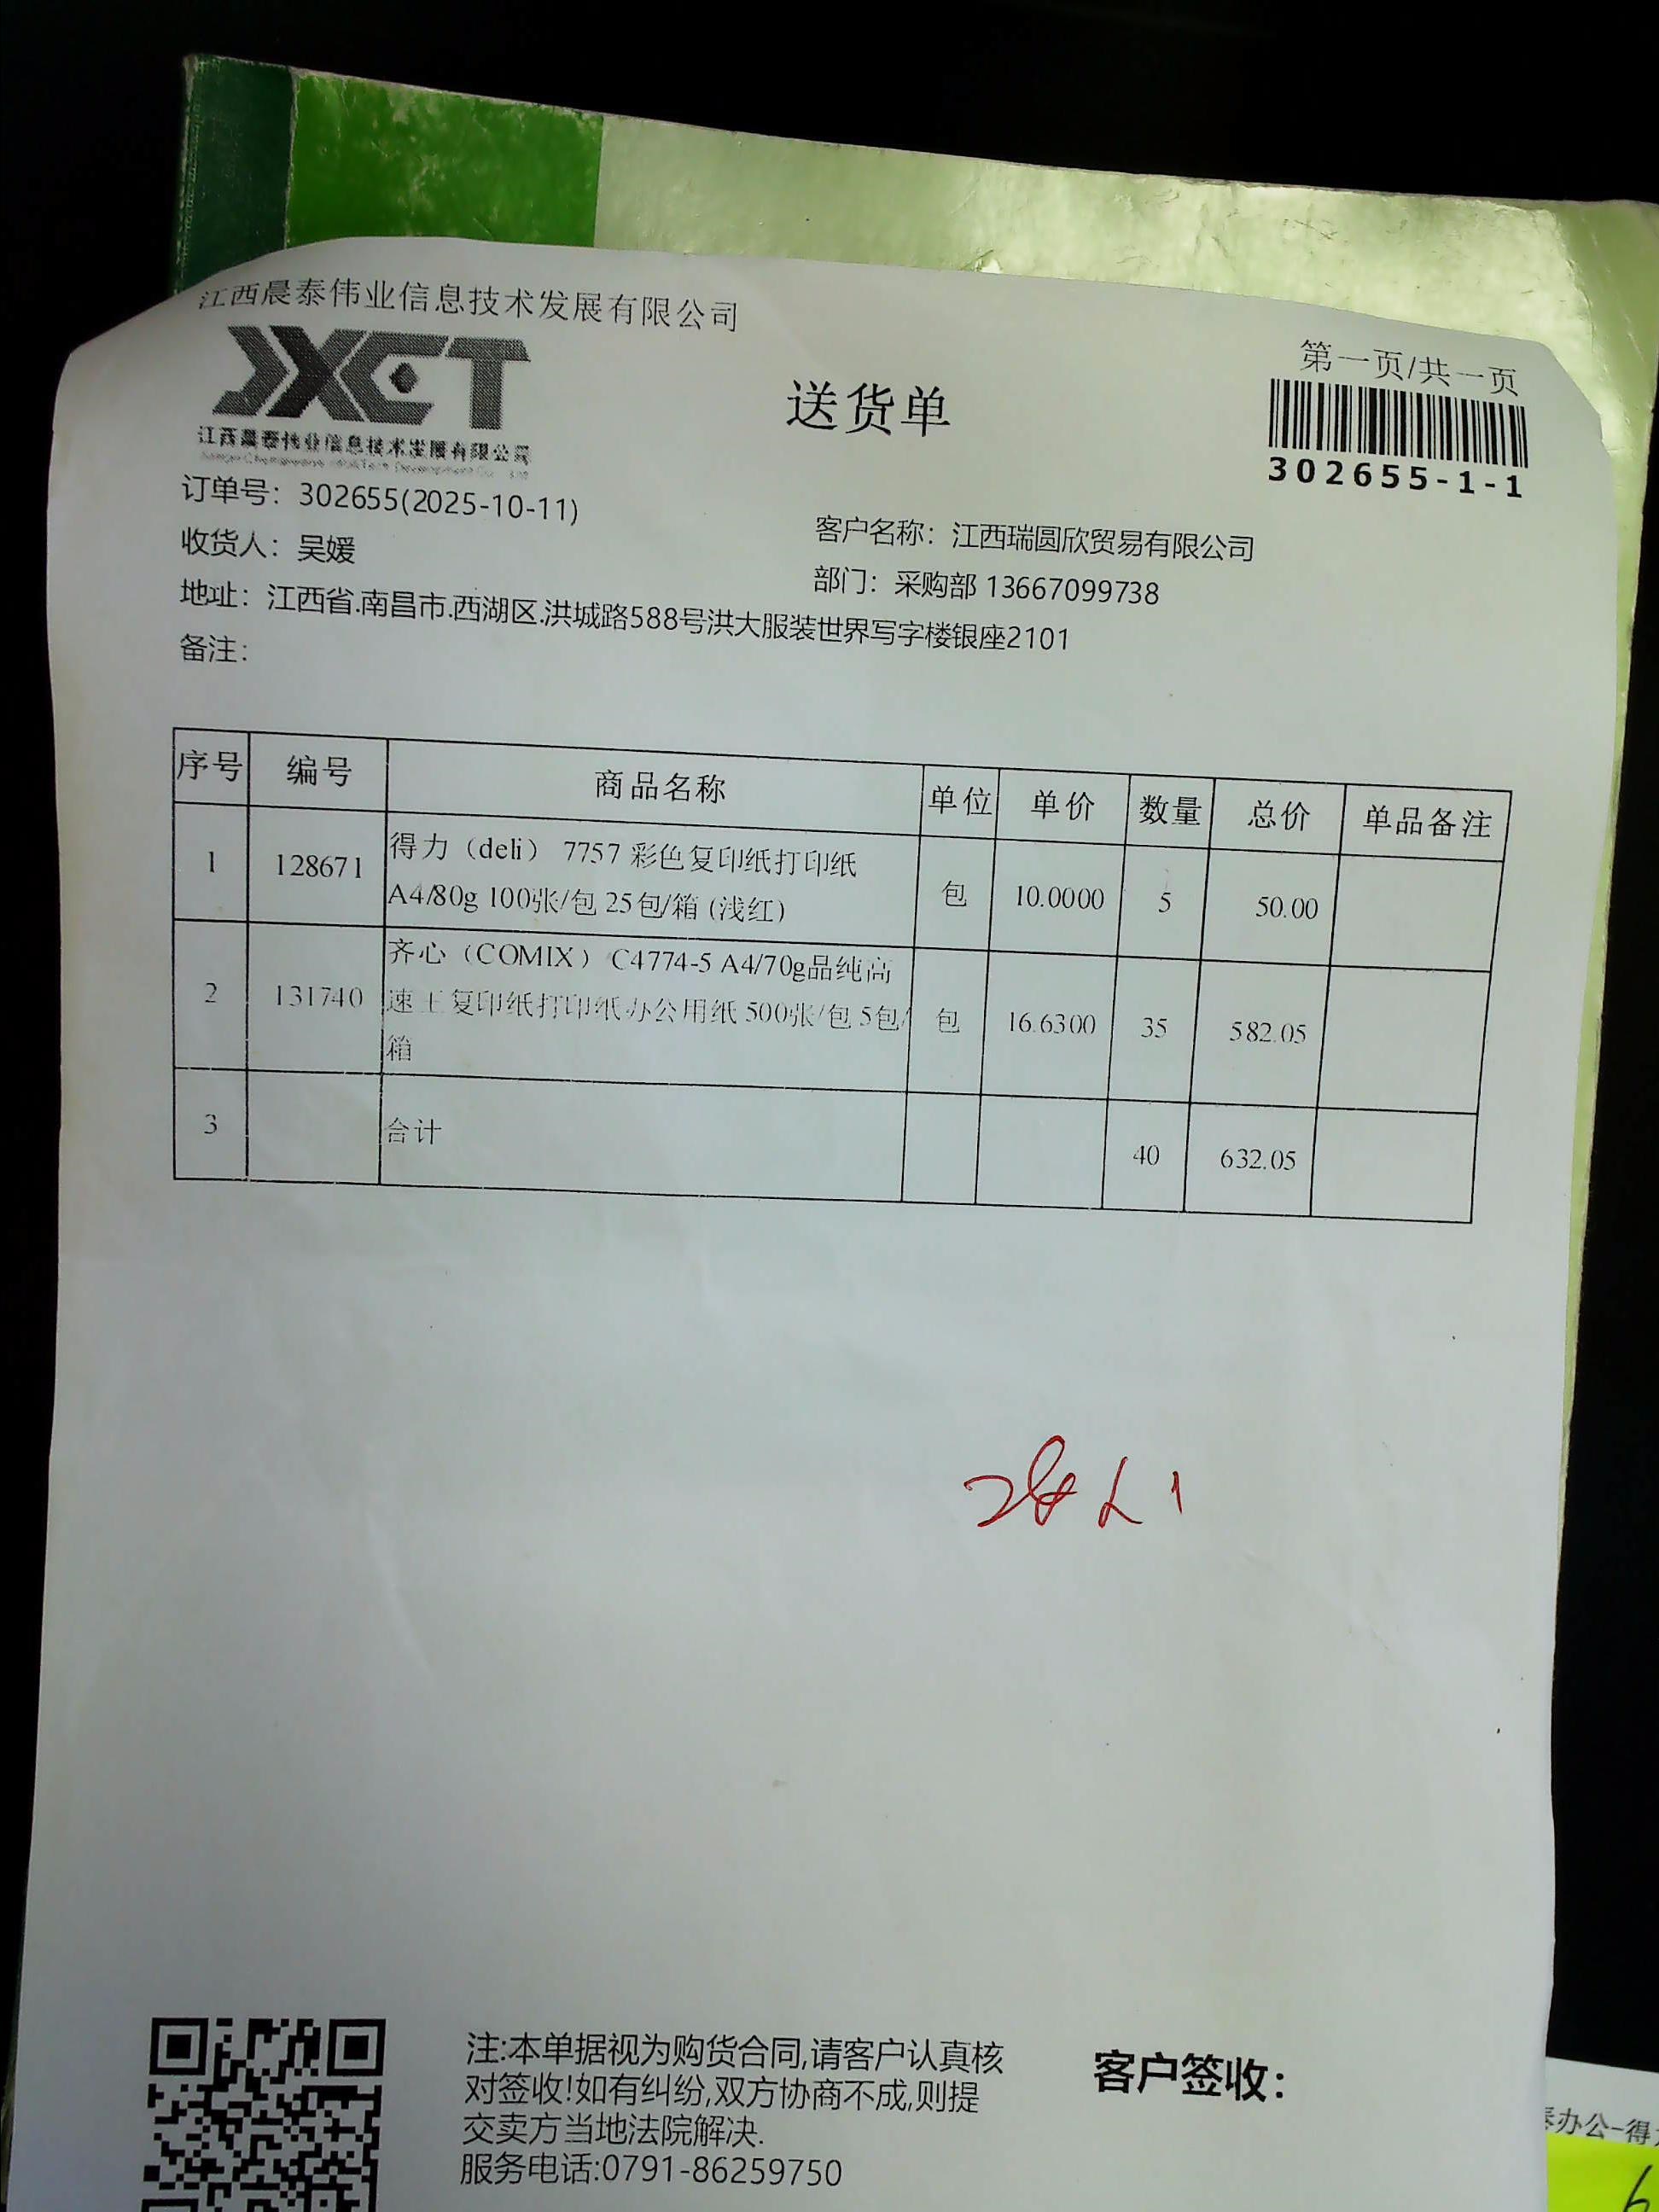 江西晨泰伟业信息技术发展有限公司
JXCT
江西晨泰伟业信息技术发展有限公司
送货单
第一页/共一页
302655-1-1
订单号：302655(2025-10-11)
收货人：吴媛
客户名称：江西瑞圆欣贸易有限公司
部门：采购部 13667099738
地址：江西省.南昌市.西湖区.洪城路588号洪大服装世界写字楼银座2101
备注：
序号 编号 商品名称 单位 单价 数量 总价 单品备注
1 128671 得力（deli） 7757 彩色复印纸打印纸 包 10.0000 5 50.00
A4/80g 100张/包 25包/箱 (浅红)
2 131740 齐心（COMIX） C4774-5 A4/70g品纯高 包 16.6300 35 582.05
速王复印纸打印纸办公用纸 500张/包 5包/
箱
3 合计 40 632.05
注:本单据视为购货合同,请客户认真核
对签收!如有纠纷,双方协商不成,则提
交卖方当地法院解决.
服务电话:0791-86259750
客户签收：
办公-得